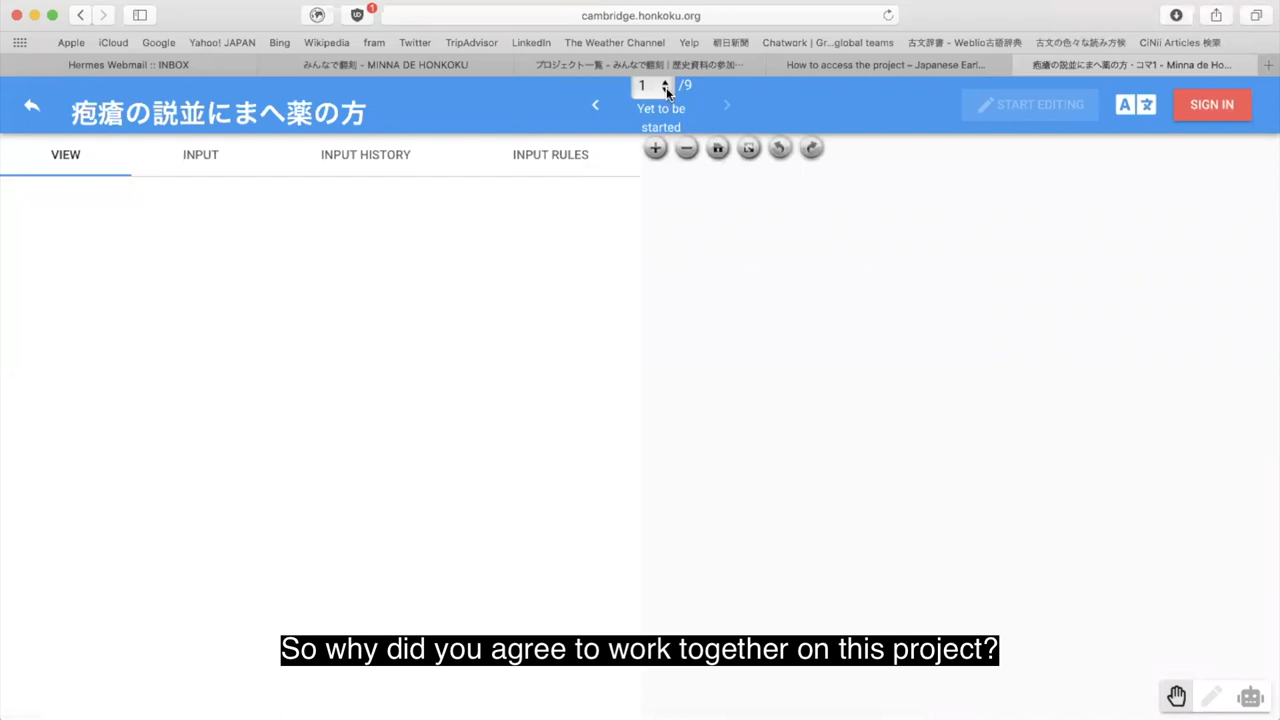 cambridge.honkoku.org
1
Apple iCloud Google Yahoo! JAPAN Bing Wikipedia fram Twitter TripAdvisor LinkedIn The Weather Channel Yelp 朝日新聞 Chatwork | Gr...global teams 古文辞書 - Weblio古語辞典 古文の色々な読み方検 CiNii Articles 検索
Hermes Webmail :: INBOX みんなで翻刻 - MINNA DE HONKOKU プロジェクト一覧 - みんなで翻刻 | 歴史資料の参加… How to access the project – Japanese Earl... 疱瘡の説並にまへ薬の方・コマ1 - Minna de Ho...
疱瘡の説並にまへ薬の方
1 /9
Yet to be
started
START EDITING
SIGN IN
VIEW INPUT INPUT HISTORY INPUT RULES
So why did you agree to work together on this project?